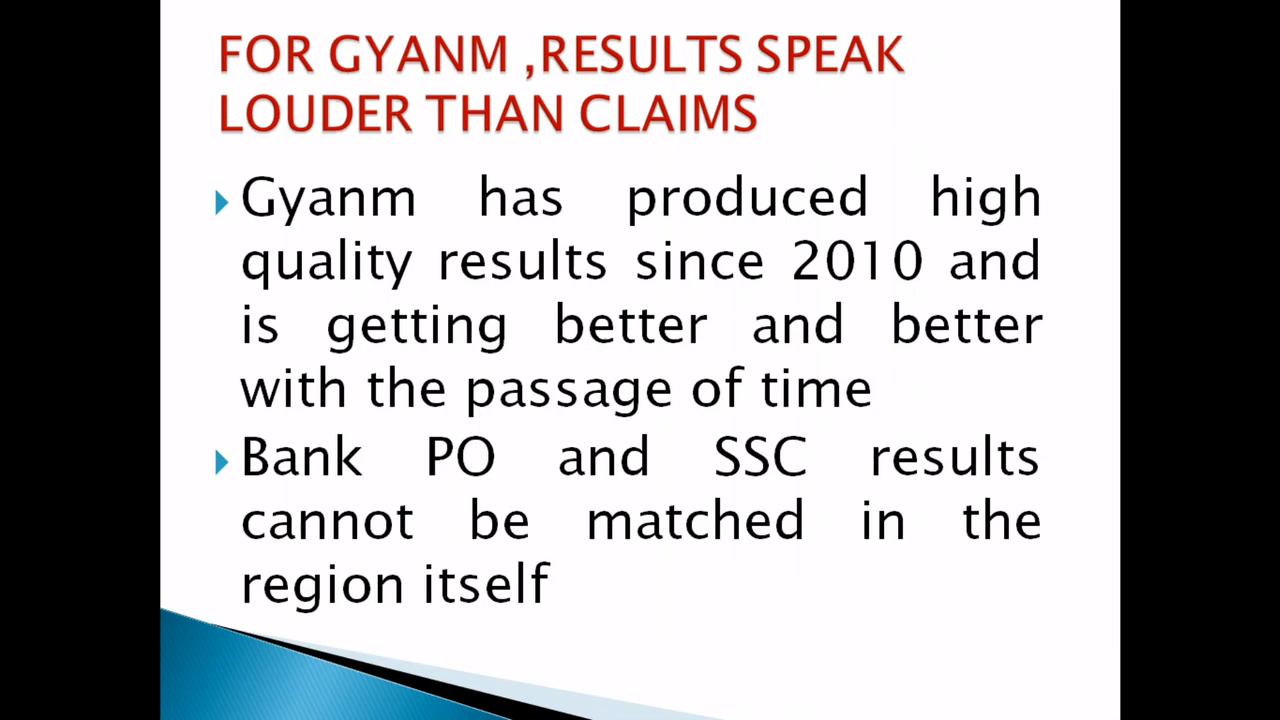 FOR GYANM ,RESULTS SPEAK
LOUDER THAN CLAIMS
Gyanm has produced high
quality results since 2010 and
is getting better and better
with the passage of time
Bank PO and SSC results
cannot be matched in the
region itself